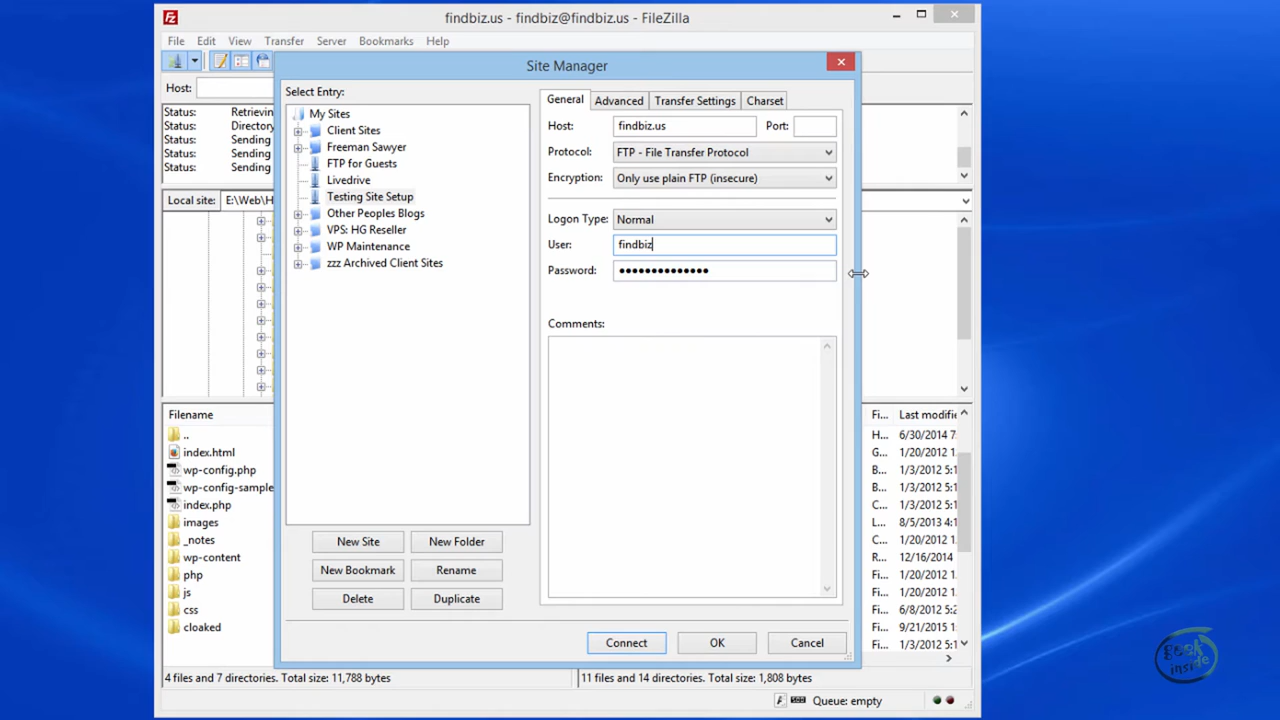 findbiz.us - findbiz@findbiz.us - FileZilla
File Edit View Transfer Server Bookmarks Help
Site Manager
Host:
Select Entry:
My Sites
Client Sites
Freeman Sawyer
FTP for Guests
Livedrive
Testing Site Setup
Other Peoples Blogs
VPS: HG Reseller
WP Maintenance
zzz Archived Client Sites
New Site New Folder
New Bookmark Rename
Delete Duplicate
General Advanced Transfer Settings Charset
Host: findbiz.us Port:
Protocol: FTP - File Transfer Protocol
Encryption: Only use plain FTP (insecure)
Logon Type: Normal
User: findbiz
Password: ●●●●●●●●●●●●●●
Comments:
Connect OK Cancel
Status: Retrievin
Status: Directory
Status: Sending
Status: Sending
Status: Sending
Local site: E:\Web\H
Filename
..
index.html
wp-config.php
wp-config-sample
index.php
images
_notes
wp-content
php
js
css
cloaked
Fi... Last modifie
H... 6/30/2014 7:
G... 1/20/2012 1.
B... 1/3/2012 5:1
B... 1/3/2012 5:1
C... 1/3/2012 5:1
L... 8/5/2013 4:1
C... 1/20/2012 1.
R... 12/16/2014
Fi... 1/20/2012 1.
Fi... 1/20/2012 1.
Fi... 6/8/2012 5:2
Fi... 9/21/2015 1
Fi... 1/3/2012 5:1
4 files and 7 directories. Total size: 11,788 bytes
11 files and 14 directories. Total size: 1,808 bytes
Queue: empty
geek
inside